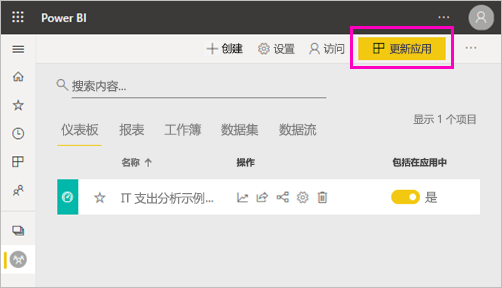 Power BI
创建 设置 访问 更新应用
搜索内容...
显示 1 个项目
仪表板 报表 工作簿 数据集 数据流
名称 操作 包括在应用中
IT 支出分析示例... 是